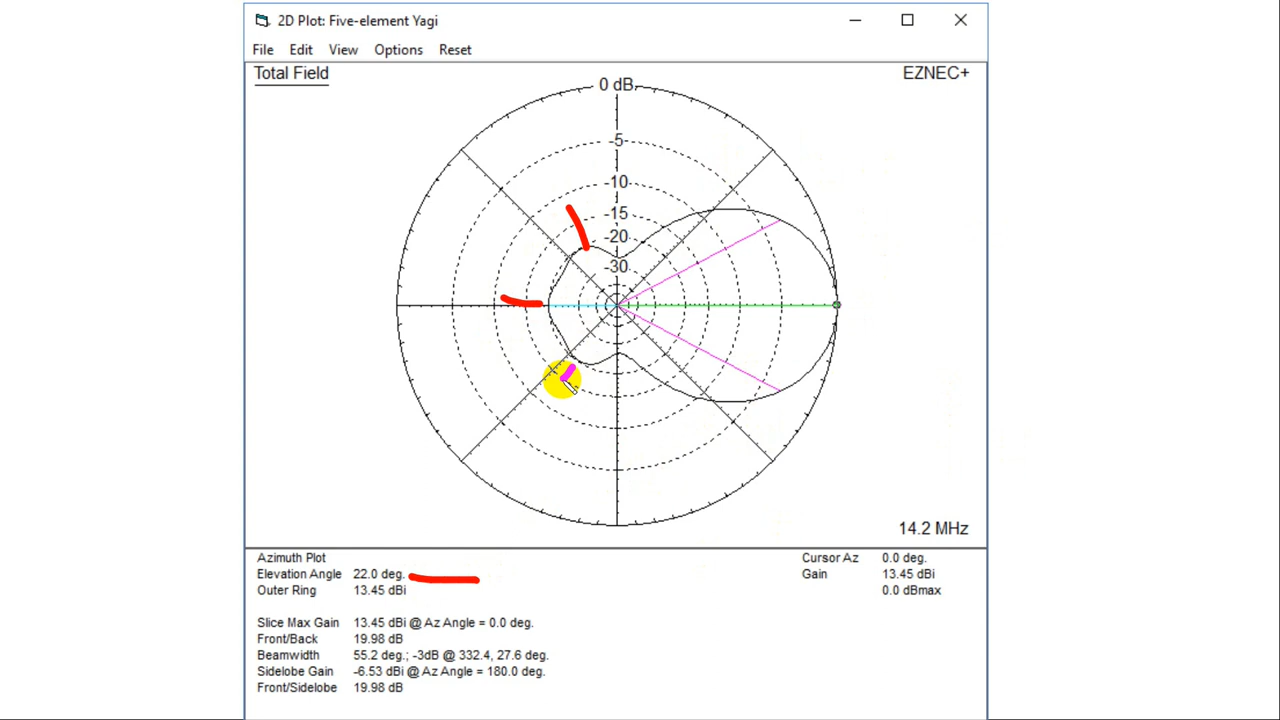 2D Plot: Five-element Yagi
File Edit View Options Reset
Total Field
EZNEC+
0 dB
-5
-10
-15
-20
-30
14.2 MHz
Azimuth Plot
Elevation Angle 22.0 deg.
Outer Ring 13.45 dBi
Cursor Az 0.0 deg.
Gain 13.45 dBi
0.0 dBmax
Slice Max Gain 13.45 dBi @ Az Angle = 0.0 deg.
Front/Back 19.98 dB
Beamwidth 55.2 deg.; -3dB @ 332.4, 27.6 deg.
Sidelobe Gain -6.53 dBi @ Az Angle = 180.0 deg.
Front/Sidelobe 19.98 dB